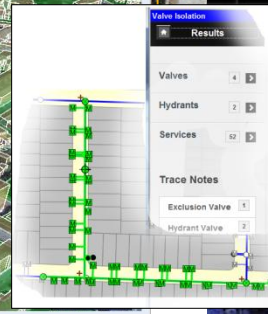 Valve Isolation
Results
Valves 4
Hydrants 2
Services 52
Trace Notes
Exclusion Valve 1
Hydrant Valve 2